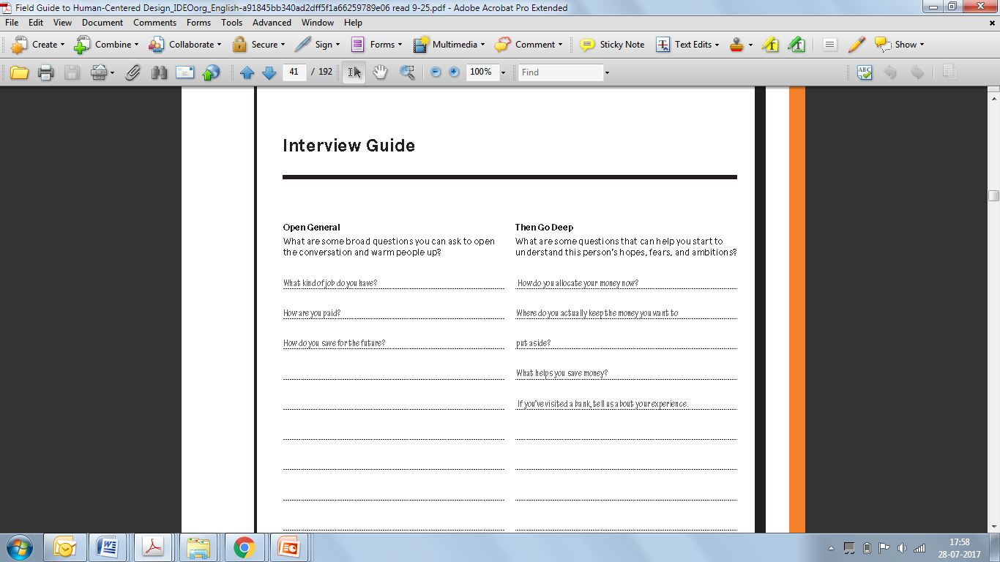 Field Guide to Human-Centered Design_IDEOorg_English-a91845bb340ad2dff5f1a66259789e06 read 9-25.pdf - Adobe Acrobat Pro Extended
File Edit View Document Comments Forms Tools Advanced Window Help
Create Combine Collaborate Secure Sign Forms Multimedia Comment Sticky Note Text Edits Show
41 / 192 100% Find
Interview Guide
Open General
What are some broad questions you can ask to open
the conversation and warm people up?
What kind of job do you have?
How are you paid?
How do you save for the future?
Then Go Deep
What are some questions that can help you start to
understand this person's hopes, fears, and ambitions?
How do you allocate your money now?
Where do you actually keep the money you want to
put aside?
What helps you save money?
If you've visited a bank, tell us about your experience.
17:58
28-07-2017